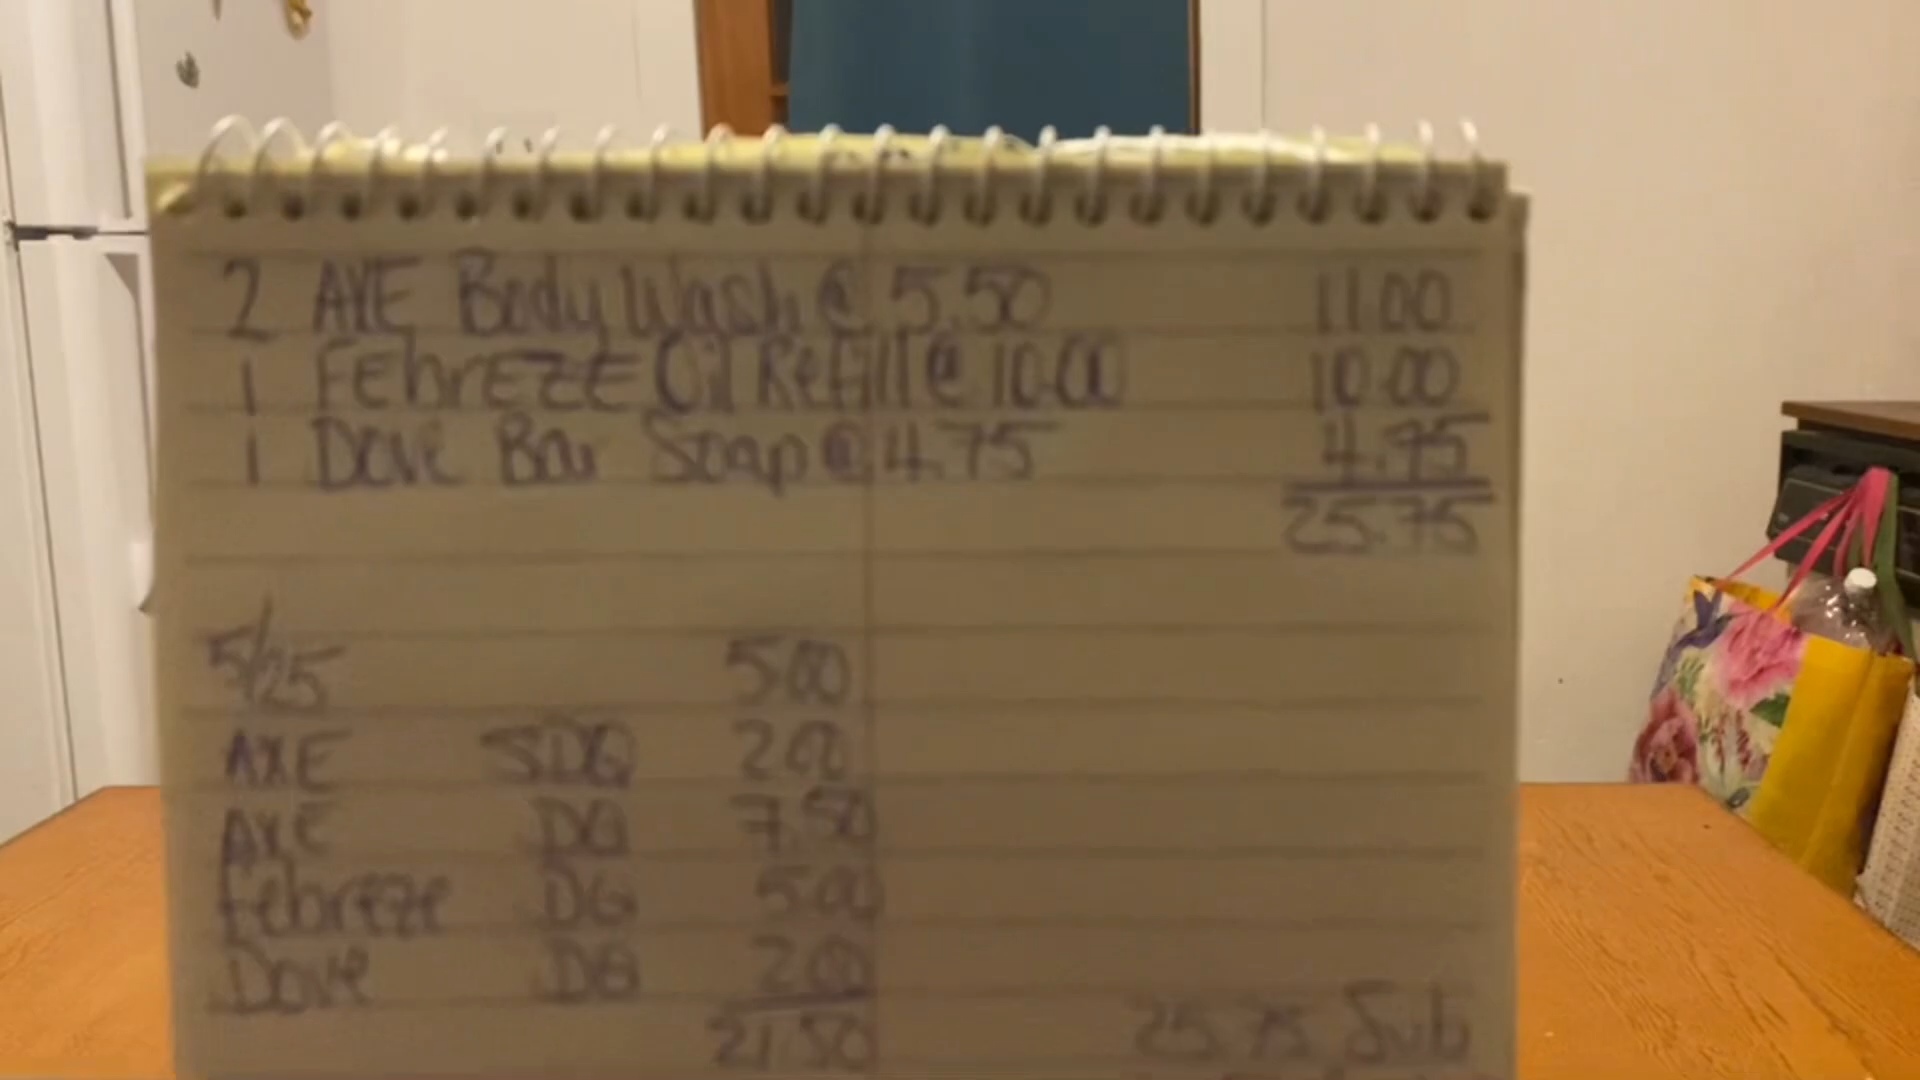 2 AXE Body Wash @ 5.50 11.00
1 FEbrEZE Oil Refill @ 10.00 10.00
1 Dove Bar Soap @ 4.75 4.75
25.75
5/25 5.00
AXE SDG 2.00
AXE DG 7.50
Febreze DG 5.00
Dove DG 2.00
21.50
25.75 Sub